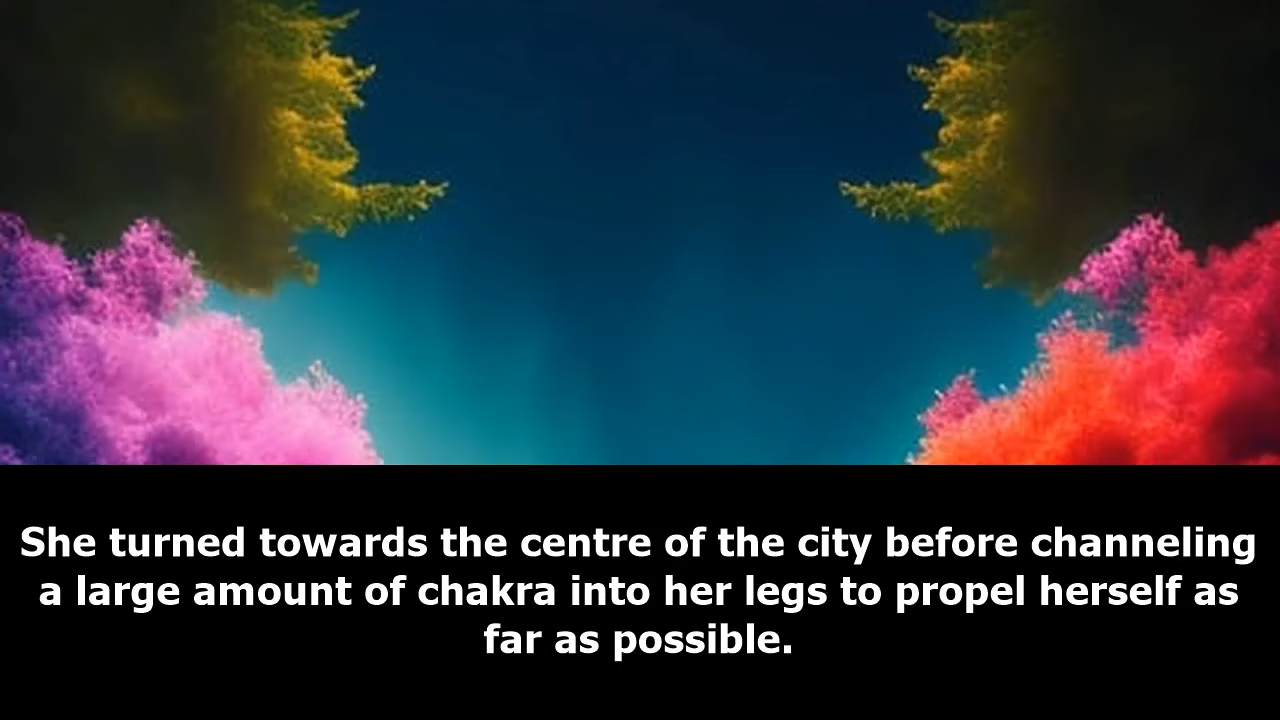 She turned towards the centre of the city before channeling
a large amount of chakra into her legs to propel herself as
far as possible.